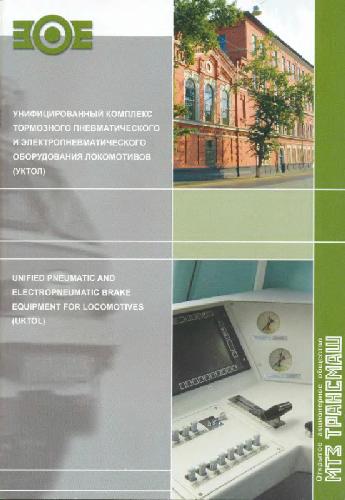 УНИФИЦИРОВАННЫЙ КОМПЛЕКС
ТОРМОЗНОГО ПНЕВМАТИЧЕСКОГО
И ЭЛЕКТРОПНЕВМАТИЧЕСКОГО
ОБОРУДОВАНИЯ ЛОКОМОТИВОВ
(УКТОЛ)
UNIFIED PNEUMATIC AND
ELECTROPNEUMATIC BRAKE
EQUIPMENT FOR LOCOMOTIVES
(UKTOL)
Открытое акционерное общество
МТЗ ТРАНСМАШ